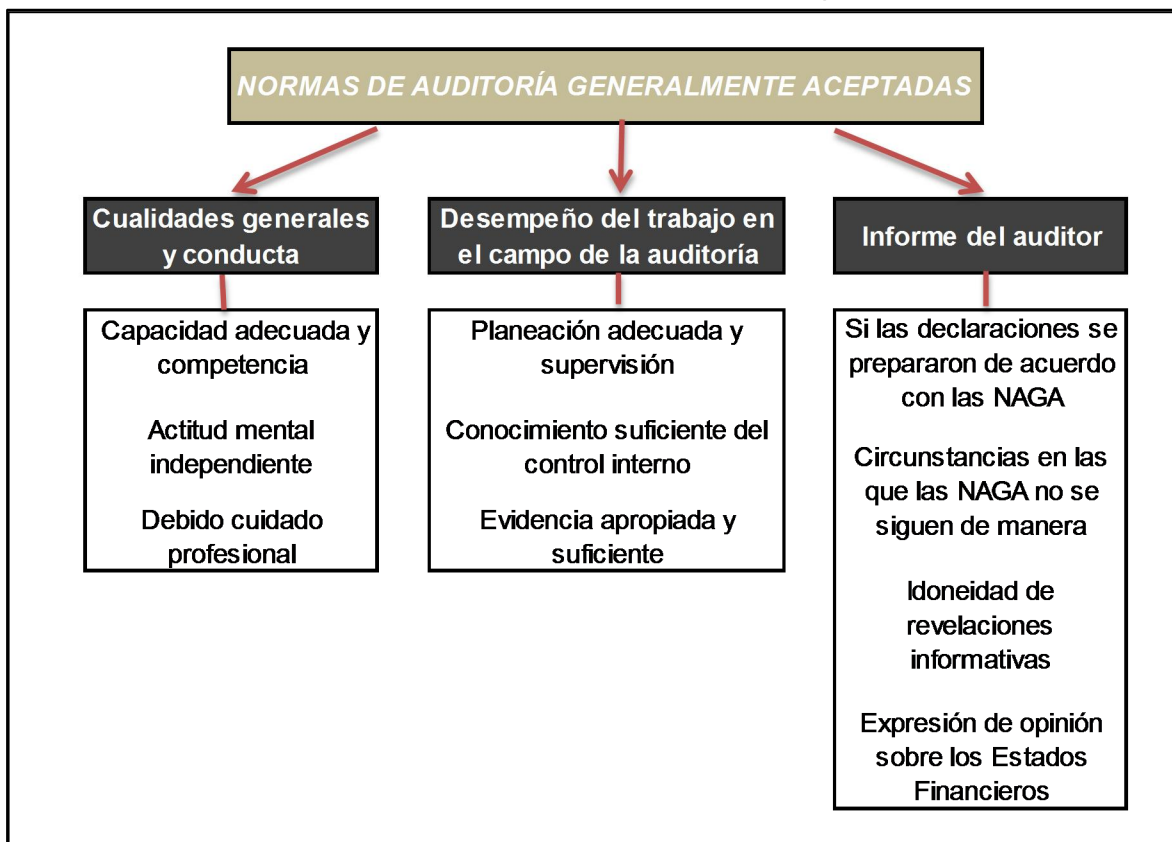 NORMAS DE AUDITORÍA GENERALMENTE ACEPTADAS
Cualidades generales
y conducta
Capacidad adecuada y
competencia
Actitud mental
independiente
Debido cuidado
profesional
Desempeño del trabajo en
el campo de la auditoría
Planeación adecuada y
supervisión
Conocimiento suficiente del
control interno
Evidencia apropiada y
suficiente
Informe del auditor
Si las declaraciones se
prepararon de acuerdo
con las NAGA
Circunstancias en las
que las NAGA no se
siguen de manera
Idoneidad de
revelaciones
informativas
Expresión de opinión
sobre los Estados
Financieros